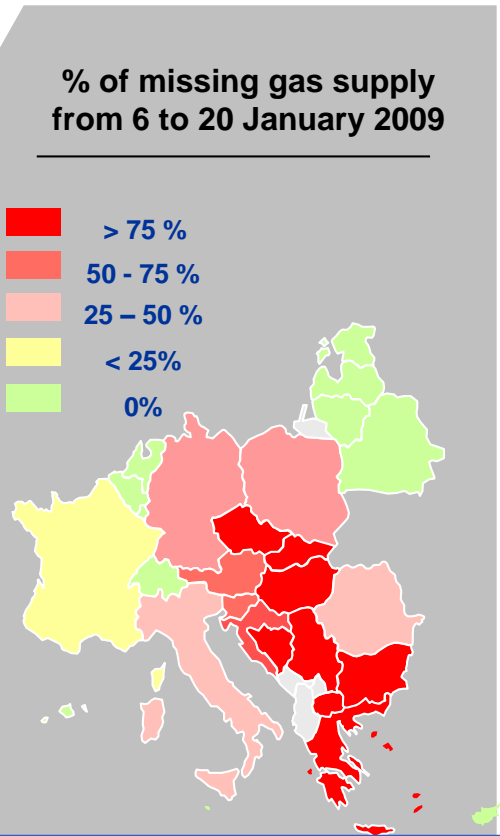 % of missing gas supply
from 6 to 20 January 2009
> 75 %
50 - 75 %
25 – 50 %
< 25%
0%